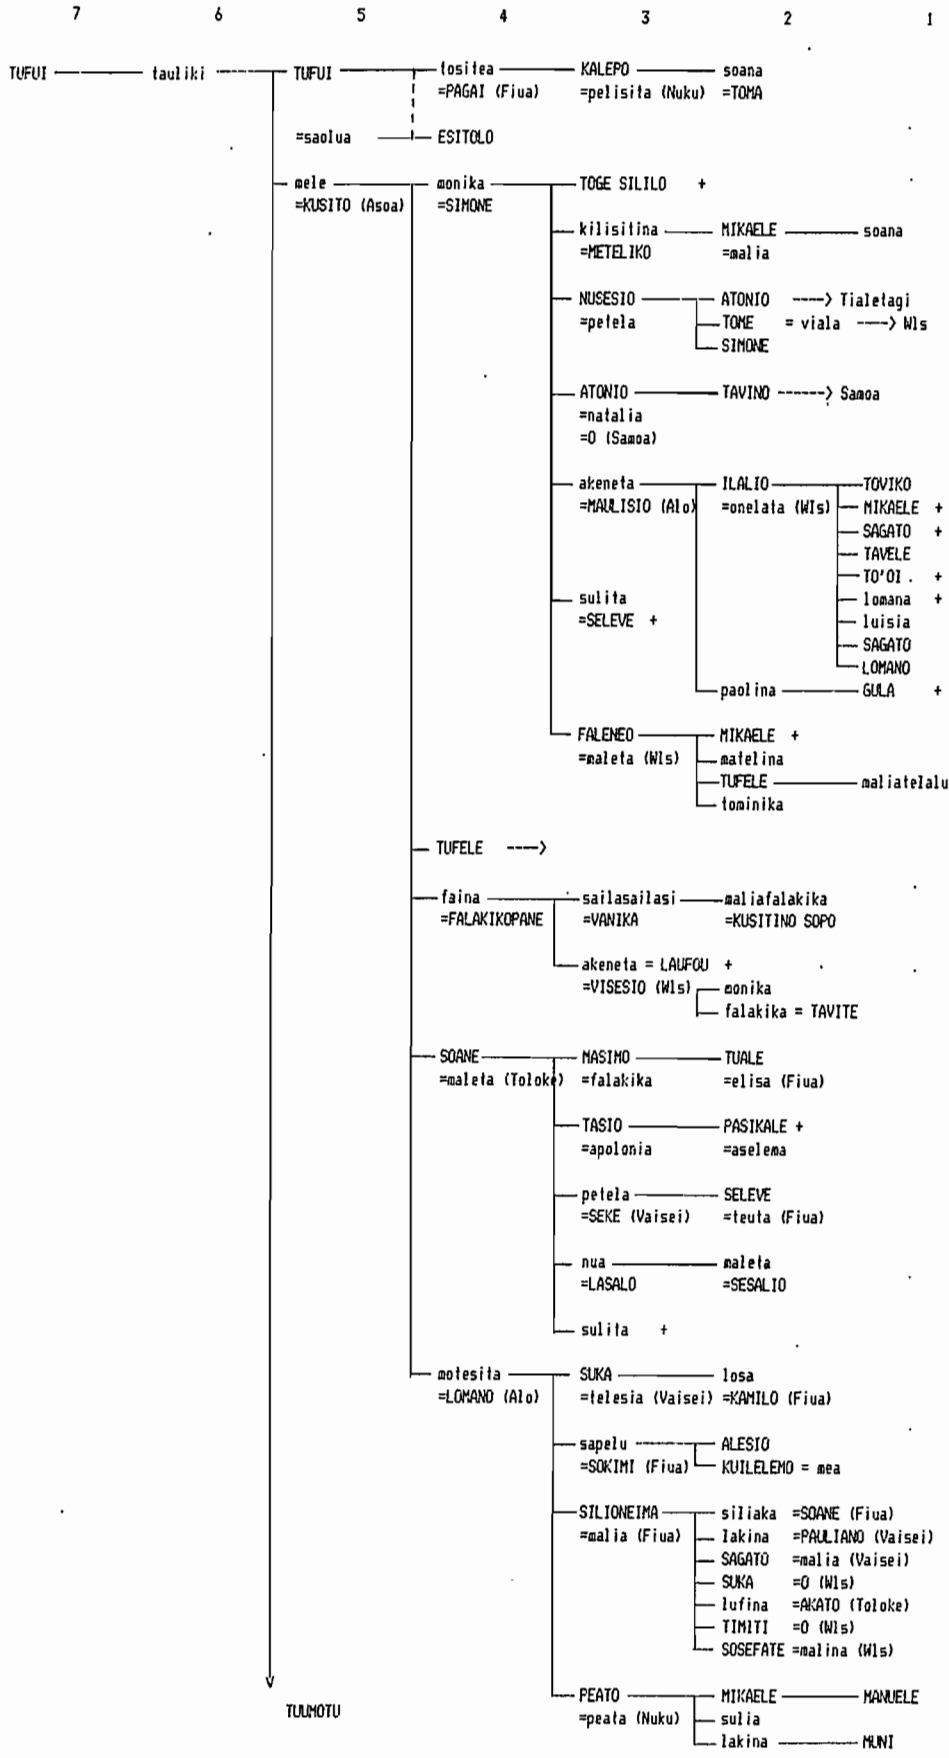 7 6 5 4 3 2 1
TUFUI tauliki TUFUI tositea KALEPO soana
=PAGAI (Fiua) =pelisita (Nuku) =TOMA
=saolua ESITOLO
mele monika TOGE SILILO +
=KUSITO (Asoa) =SIMONE
kilisitina MIKAELE soana
=METELIKO =malia
NUSESIO ATONIO ----> Tialetagi
=petela TOME = viala ----> Wls
SIMONE
ATONIO TAVINO ------> Samoa
=natalia
=O (Samoa)
akeneta ILALIO TOVIKO
=MAULISIO (Alo) =onelata (Wls) MIKAELE +
SAGATO +
TAVELE
TO'OI . +
sulita lomana +
=SELEVE + luisia
SAGATO
LOMANO
paolina GULA +
FALENEO MIKAELE +
=maleta (Wls) matelina
TUFELE maliatelalu
tominika
TUFELE ---->
faina sailasailasi maliafalakika
=FALAKIKOPANE =VANIKA =KUSITINO SOPO
akeneta = LAUFOU +
=VISESIO (Wls) monika
falakika = TAVITE
SOANE MASIMO TUALE
=maleta (Toloke) =falakika =elisa (Fiua)
TASIO PASIKALE +
=apolonia =aselema
petela SELEVE
=SEKE (Vaisei) =teuta (Fiua)
nua maleta
=LASALO =SESALIO
sulita +
motesita SUKA losa
=LOMANO (Alo) =telesia (Vaisei) =KAMILO (Fiua)
sapelu ALESIO
=SOKIMI (Fiua) KUILELEMO = mea
SILIONEIMA siliaka =SOANE (Fiua)
=malia (Fiua) lakina =PAULIANO (Vaisei)
SAGATO =malia (Vaisei)
SUKA =O (Wls)
lufina =AKATO (Toloke)
TIMITI =O (Wls)
SOSEFATE =malina (Wls)
PEATO MIKAELE MANUELE
TUUMOTU =peata (Nuku) sulia
lakina MUNI